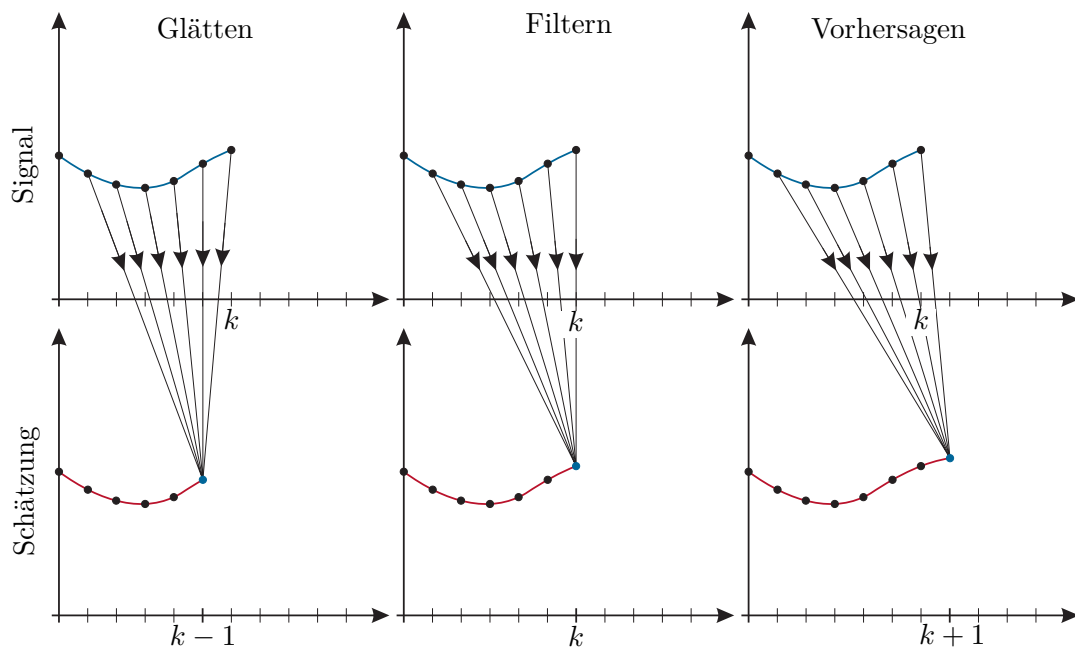 Glätten
Filtern
Vorhersagen
Signal
k
k
k
Schätzung
k − 1
k
k + 1